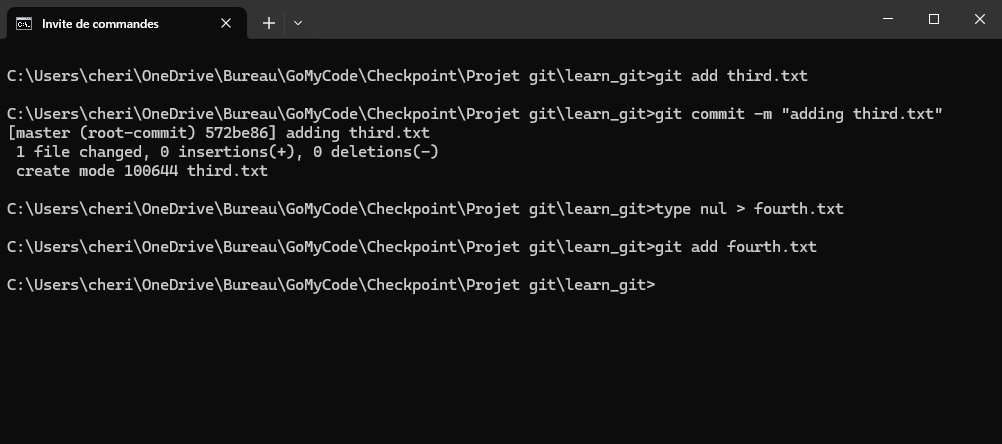 Invite de commandes
C:\Users\cheri\OneDrive\Bureau\GoMyCode\Checkpoint\Projet git\learn_git>git add third.txt
C:\Users\cheri\OneDrive\Bureau\GoMyCode\Checkpoint\Projet git\learn_git>git commit -m "adding third.txt"
[master (root-commit) 572be86] adding third.txt
 1 file changed, 0 insertions(+), 0 deletions(-)
 create mode 100644 third.txt
C:\Users\cheri\OneDrive\Bureau\GoMyCode\Checkpoint\Projet git\learn_git>type nul > fourth.txt
C:\Users\cheri\OneDrive\Bureau\GoMyCode\Checkpoint\Projet git\learn_git>git add fourth.txt
C:\Users\cheri\OneDrive\Bureau\GoMyCode\Checkpoint\Projet git\learn_git>